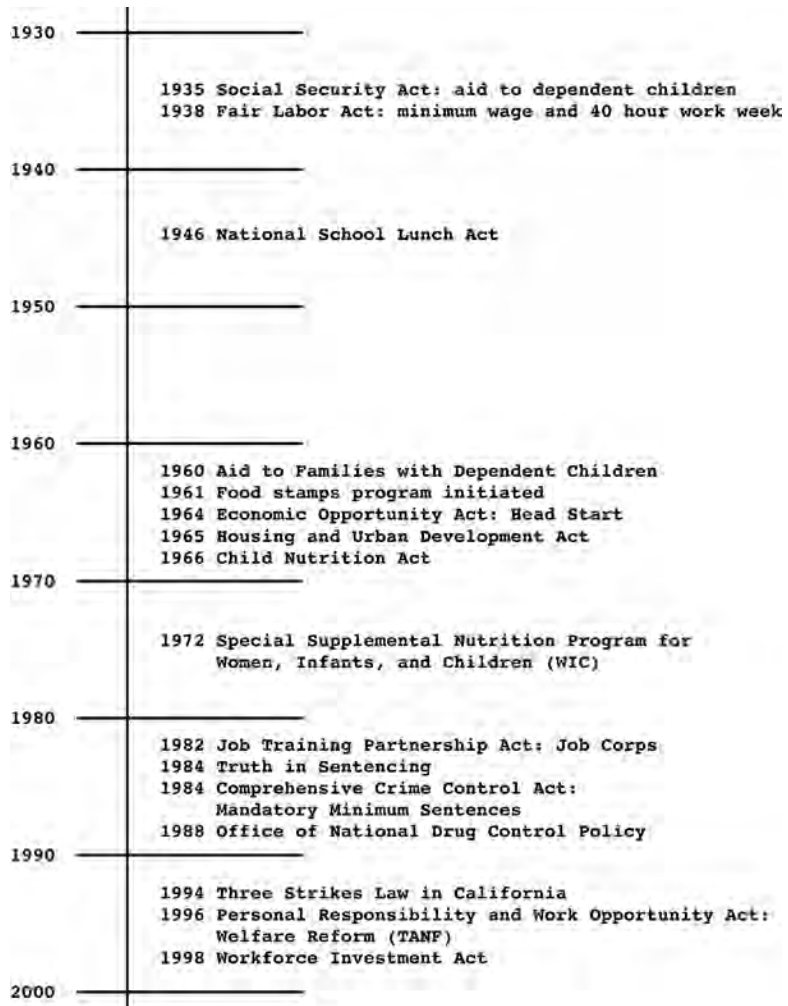 1930
1935 Social Security Act: aid to dependent children
1938 Fair Labor Act: minimum wage and 40 hour work week
1940
1946 National School Lunch Act
1950
1960
1960 Aid to Families with Dependent Children
1961 Food stamps program initiated
1964 Economic Opportunity Act: Head Start
1965 Housing and Urban Development Act
1966 Child Nutrition Act
1970
1972 Special Supplemental Nutrition Program for
Women, Infants, and Children (WIC)
1980
1982 Job Training Partnership Act: Job Corps
1984 Truth in Sentencing
1984 Comprehensive Crime Control Act:
Mandatory Minimum Sentences
1988 Office of National Drug Control Policy
1990
1994 Three Strikes Law in California
1996 Personal Responsibility and Work Opportunity Act:
Welfare Reform (TANF)
1998 Workforce Investment Act
2000